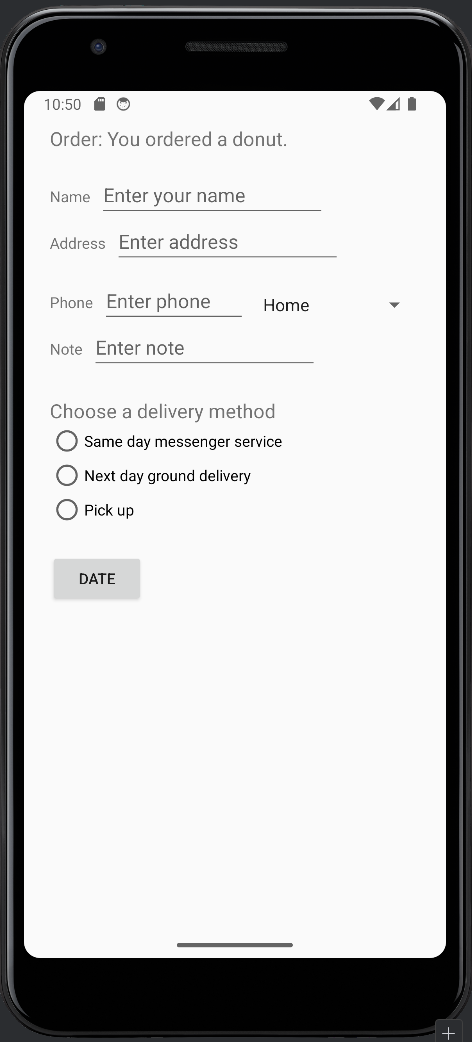 10:50
Order: You ordered a donut.
Name Enter your name
Address Enter address
Phone Enter phone Home
Note Enter note
Choose a delivery method
Same day messenger service
Next day ground delivery
Pick up
DATE